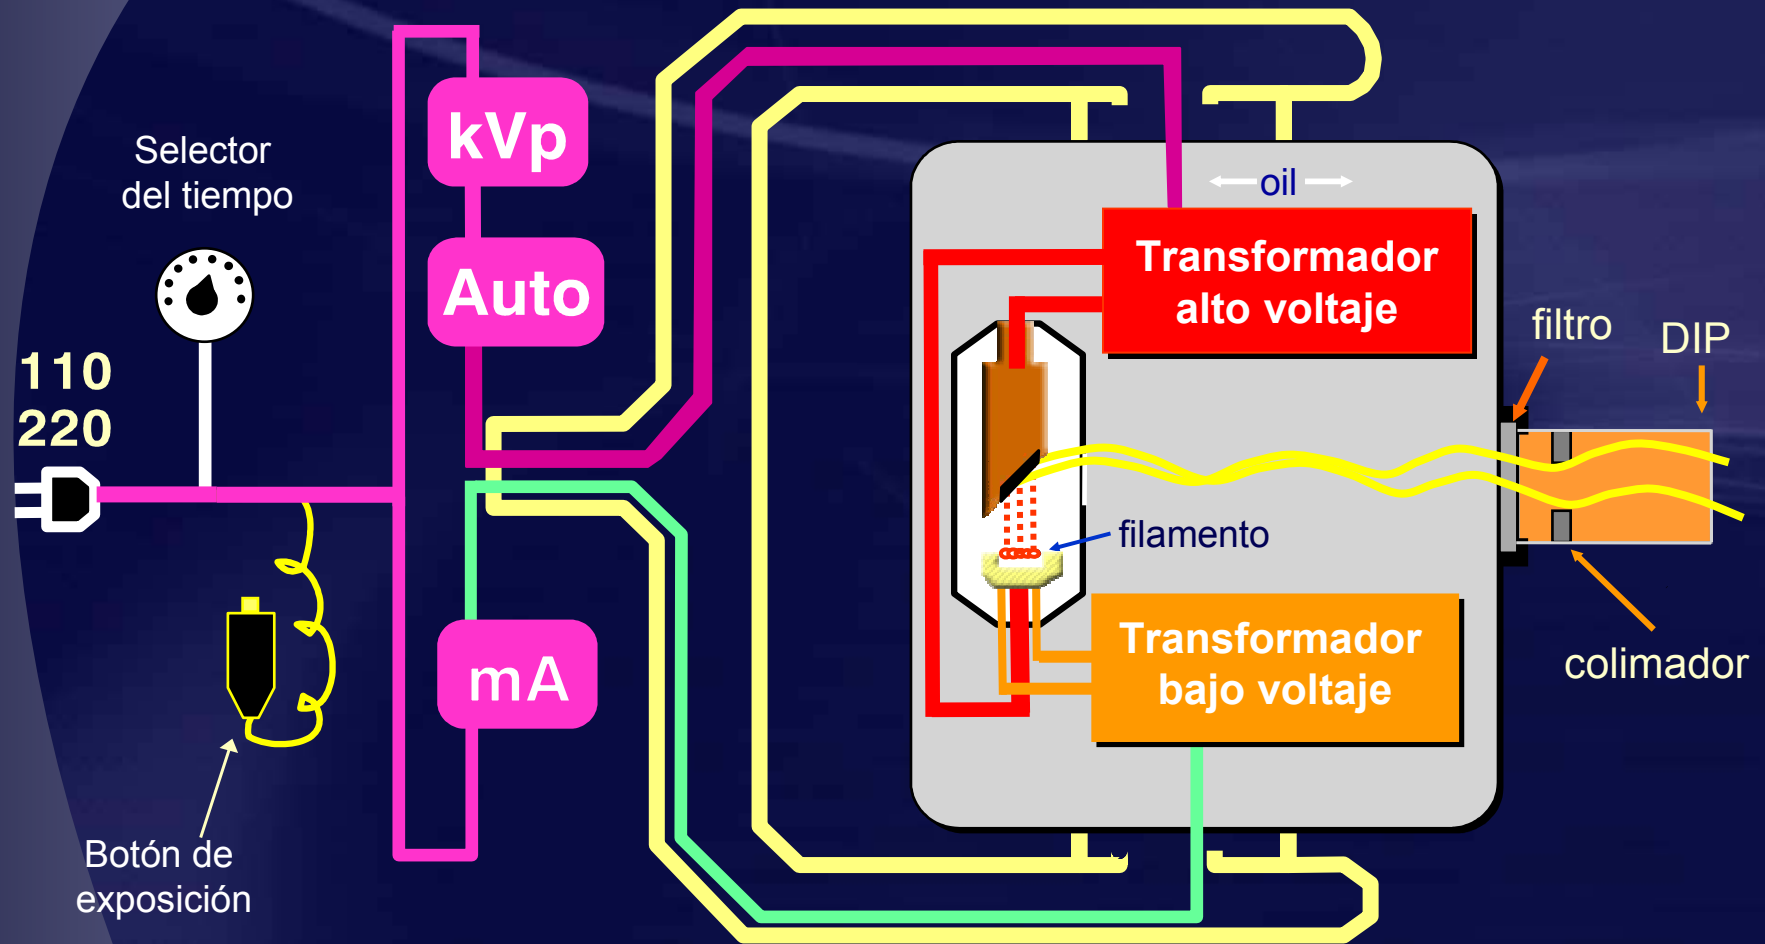 kVp
Selector
del tiempo
oil
Auto
Transformador
alto voltaje
filtro
DIP
110
220
filamento
Transformador
bajo voltaje
mA
colimador
Botón de
exposición